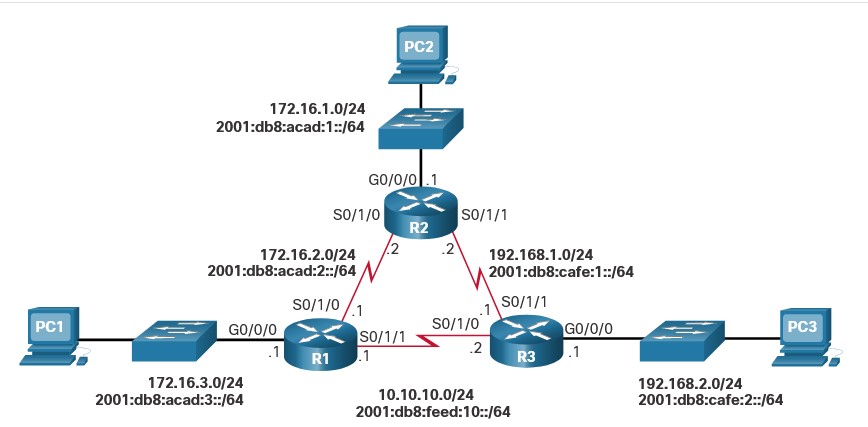 PC2
172.16.1.0/24
2001:db8:acad:1::/64
G0/0/0 .1
S0/1/0
S0/1/1
R2
.2
.2
172.16.2.0/24
2001:db8:acad:2::/64
192.168.1.0/24
2001:db8:cafe:1::/64
S0/1/0
.1
.1
S0/1/1
PC1
G0/0/0
.1
R1
S0/1/1
.1
S0/1/0
.2
R3
G0/0/0
.1
PC3
172.16.3.0/24
2001:db8:acad:3::/64
10.10.10.0/24
2001:db8:feed:10::/64
192.168.2.0/24
2001:db8:cafe:2::/64